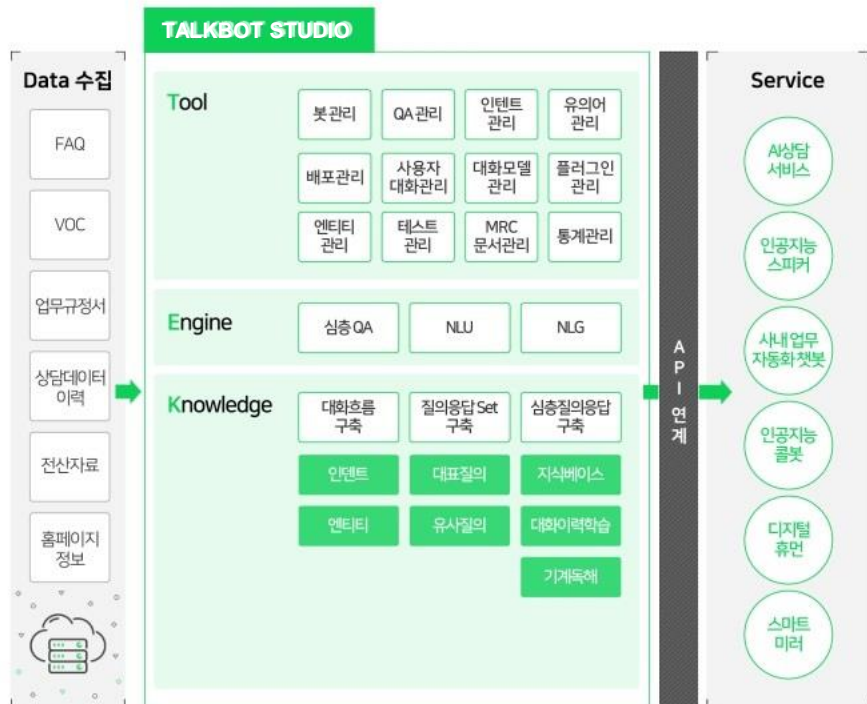 TALKBOT STUDIO
Data 수집
FAQ
VOC
업무규정서
상담데이터
이력
전산자료
홈페이지
정보
Tool
봇관리
QA관리
인텐트
관리
유의어
관리
배포관리
사용자
대화관리
대화모델
관리
플러그인
관리
엔티티
관리
테스트
관리
MRC
문서관리
통계관리
Engine
심층 QA
NLU
NLG
Knowledge
대화흐름
구축
질의응답 Set
구축
심층질의응답
구축
인텐트
대표질의
지식베이스
엔티티
유사질의
대화이력학습
기계독해
A
P
I
연
계
Service
AI상담
서비스
인공지능
스피커
사내 업무
자동화 챗봇
인공지능
콜봇
디지털
휴먼
스마트
미러